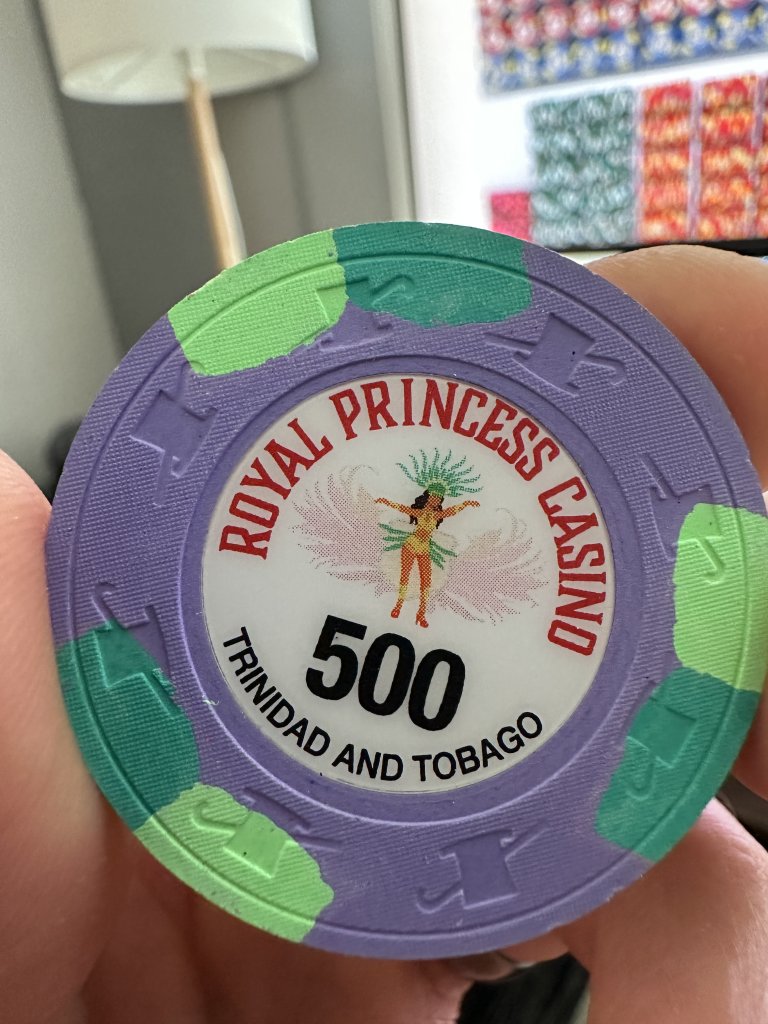 ROYAL PRINCESS CASINO
500
TRINIDAD AND TOBAGO